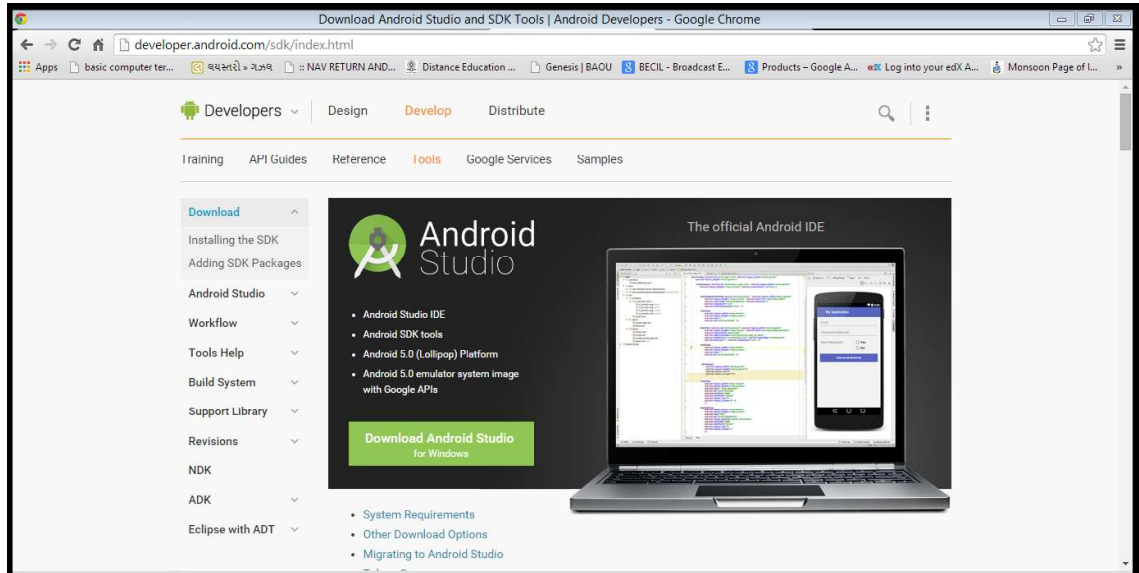 Download Android Studio and SDK Tools | Android Developers - Google Chrome
developer.android.com/sdk/index.html
Apps basic computer ter... લયસ્તરો » ગઝલ :: NAV RETURN AND... Distance Education ... Genesis | BAOU BECIL - Broadcast E... Products – Google A... Log into your edX A... Monsoon Page of I... »
Developers Design Develop Distribute
Training API Guides Reference Tools Google Services Samples
Download
Installing the SDK
Adding SDK Packages
Android Studio
Workflow
Tools Help
Build System
Support Library
Revisions
NDK
ADK
Eclipse with ADT
Android
Studio
The official Android IDE
• Android Studio IDE
• Android SDK tools
• Android 5.0 (Lollipop) Platform
• Android 5.0 emulator system image
with Google APIs
Download Android Studio
for Windows
My Application
• System Requirements
• Other Download Options
• Migrating to Android Studio